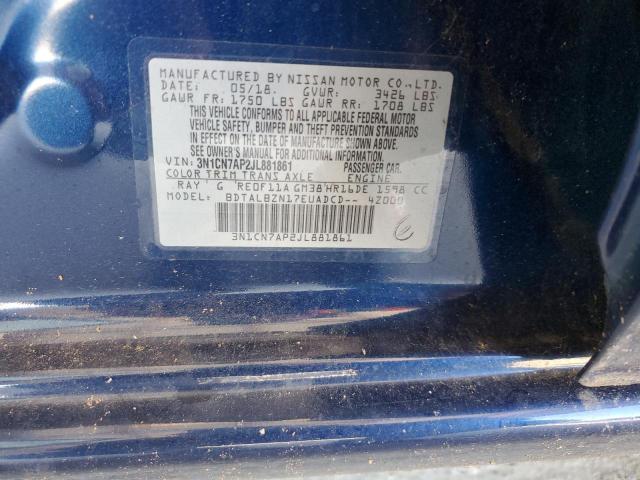 MANUFACTURED BY NISSAN MOTOR CO.,LTD.
DATE: 05/18 GVWR: 3426 LBS
GAWR FR: 1750 LBS GAWR RR: 1708 LBS
THIS VEHICLE CONFORMS TO ALL APPLICABLE FEDERAL MOTOR
VEHICLE SAFETY, BUMPER AND THEFT PREVENTION STANDARDS
IN EFFECT ON THE DATE OF MANUFACTURE SHOWN ABOVE.
SEE OWNER'S MANUAL OR MORE INFORMATION.
VIN: 3N1CN7AP2JL881861 PASSENGER CAR.
COLOR TRIM TRANS AXLE ENGINE
RAY G RE0F11A GM38 HR16DE 1598 CC
MODEL: BDTALBZN17EUADCD-- 4Z000
3N1CN7AP2JL881861